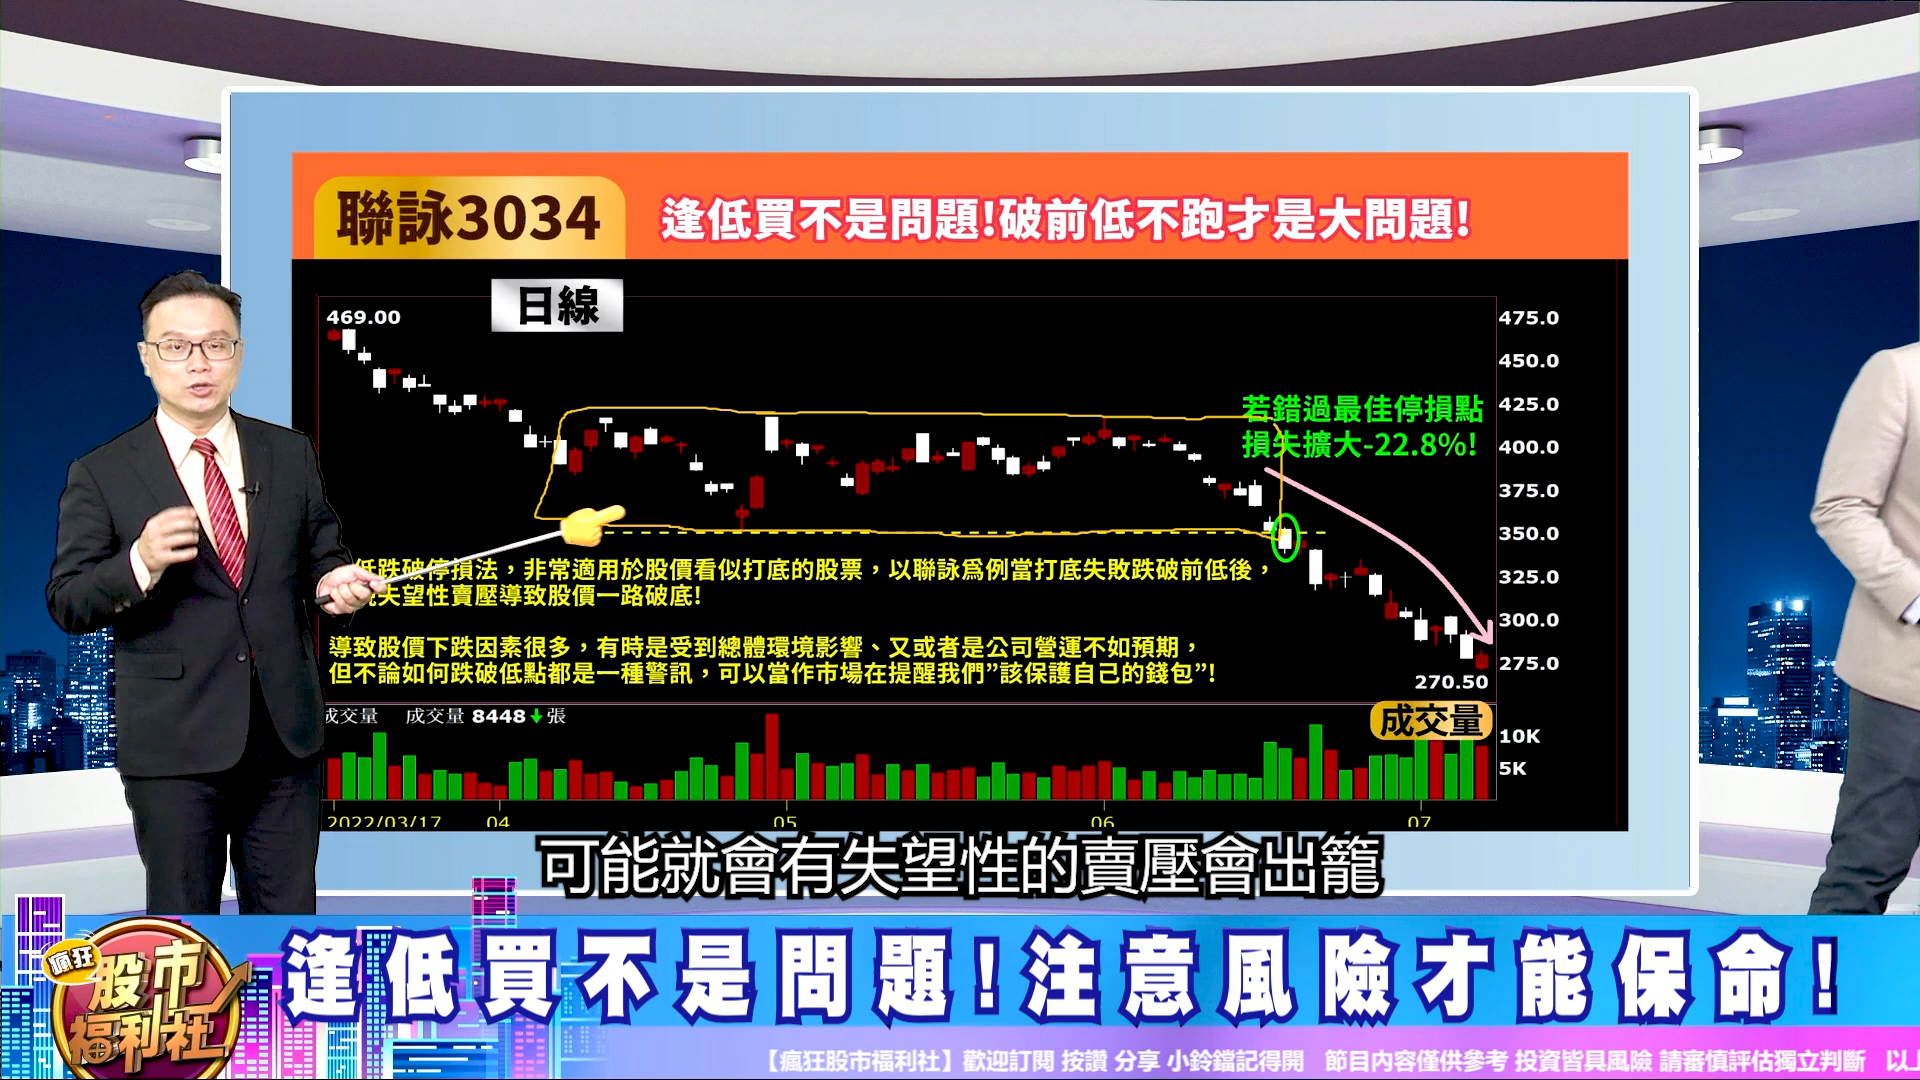 聯詠3034
逢低買不是問題!破前低不跑才是大問題!
日線
469.00
475.0
450.0
425.0
400.0
375.0
350.0
325.0
300.0
275.0
若錯過最佳停損點
損失擴大-22.8%!
低跌破停損法，非常適用於股價看似打底的股票，以聯詠為例當打底失敗跌破前低後，
失望性賣壓導致股價一路破底!
導致股價下跌因素很多，有時是受到總體環境影響、又或者是公司營運不如預期，
但不論如何跌破低點都是一種警訊，可以當作市場在提醒我們”該保護自己的錢包”!
270.50
成交量 成交量 8448 張
成交量
10K
5K
2022/03/17 04 05 06 07
可能就會有失望性的賣壓會出籠
瘋狂
股市
福利社
逢低買不是問題!注意風險才能保命!
【瘋狂股市福利社】歡迎訂閱 按讚 分享 小鈴鐺記得開 節目內容僅供參考 投資皆具風險 請審慎評估獨立判斷 以上